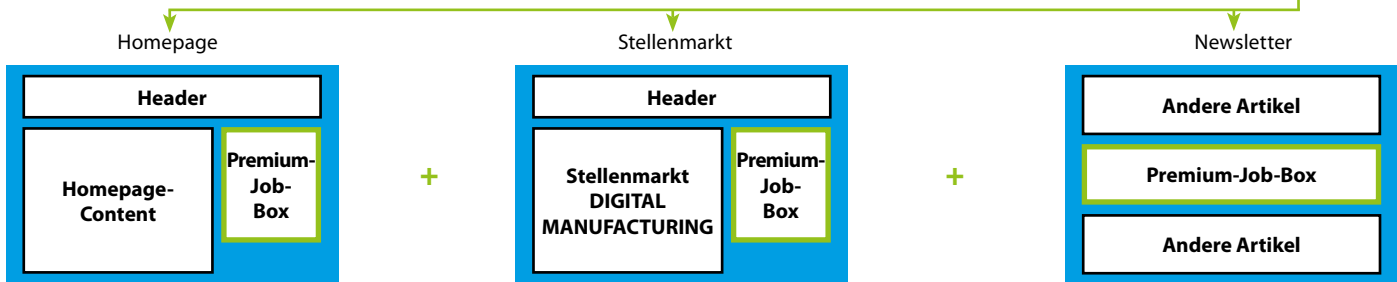 Homepage
Stellenmarkt
Newsletter
Header
Homepage-
Content
Premium-
Job-
Box
+
Header
Stellenmarkt
DIGITAL
MANUFACTURING
Premium-
Job-
Box
+
Andere Artikel
Premium-Job-Box
Andere Artikel